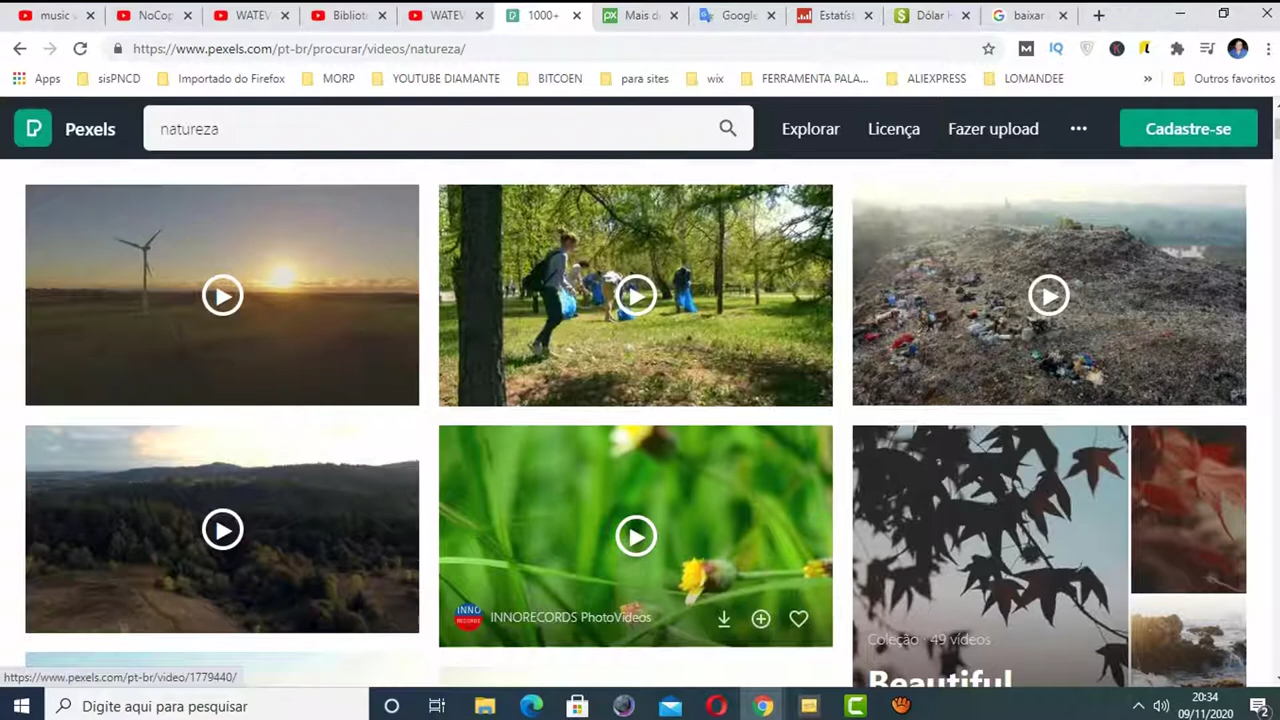 music v
NoCop
WATEV
Bibliot
WATEV
1000+
Mais d
Google
Estatís
Dólar H
baixar
https://www.pexels.com/pt-br/procurar/videos/natureza/
Apps
sisPNCD
Importado do Firefox
MORP
YOUTUBE DIAMANTE
BITCOEN
para sites
wix
FERRAMENTA PALA...
ALIEXPRESS
LOMANDEE
»
Outros favoritos
Pexels
natureza
Explorar
Licença
Fazer upload
•••
Cadastre-se
INNO RECORDS
INNORECORDS PhotoVideos
Coleção · 49 vídeos
Beautiful
https://www.pexels.com/pt-br/video/1779440/
Digite aqui para pesquisar
20:34
09/11/2020
2